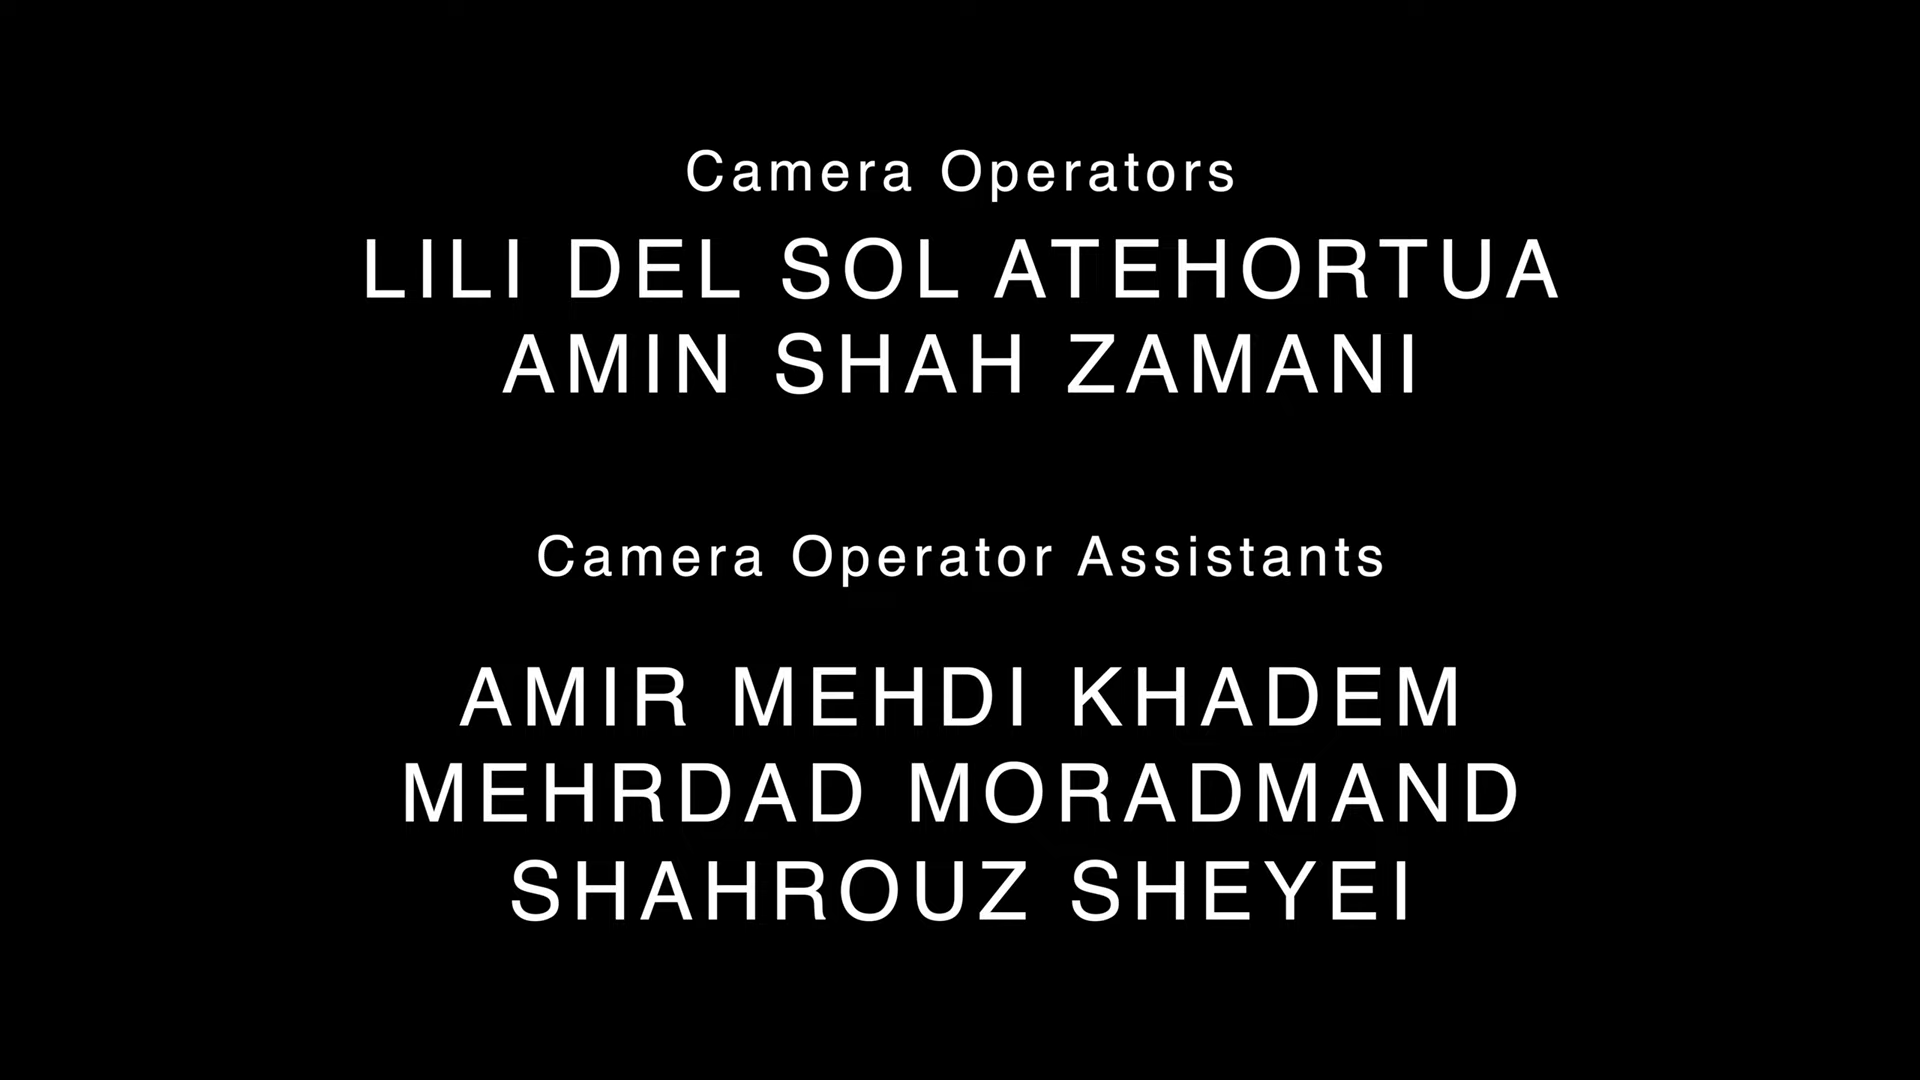 Camera Operators
LILI DEL SOL ATEHORTUA
AMIN SHAH ZAMANI
Camera Operator Assistants
AMIR MEHDI KHADEM
MEHRDAD MORADMAND
SHAHROUZ SHEYEI